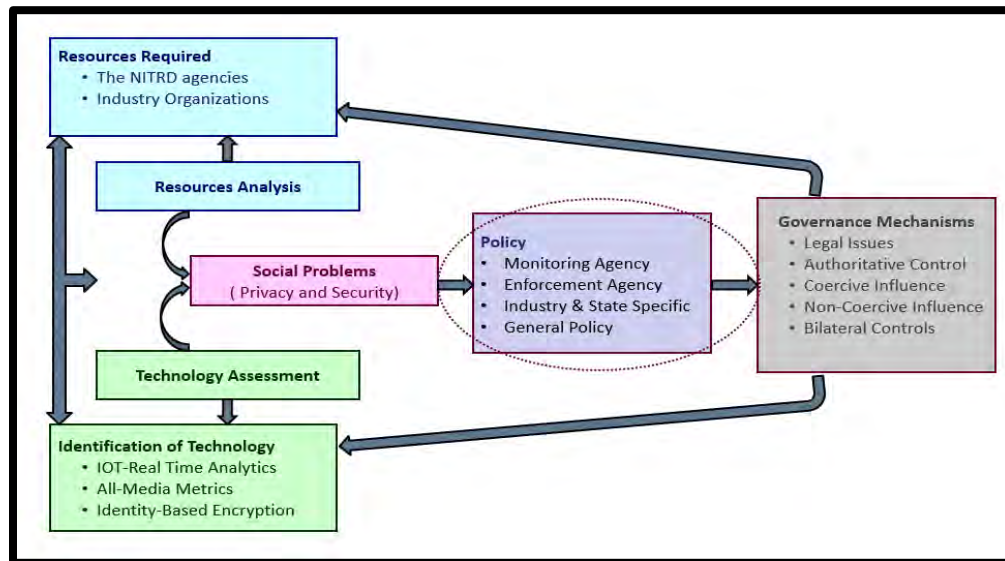 Resources Required
• The NITRD agencies
• Industry Organizations
Resources Analysis
Social Problems
( Privacy and Security)
Policy
• Monitoring Agency
• Enforcement Agency
• Industry & State Specific
• General Policy
Governance Mechanisms
• Legal Issues
• Authoritative Control
• Coercive Influence
• Non-Coercive Influence
• Bilateral Controls
Technology Assessment
Identification of Technology
• IOT-Real Time Analytics
• All-Media Metrics
• Identity-Based Encryption